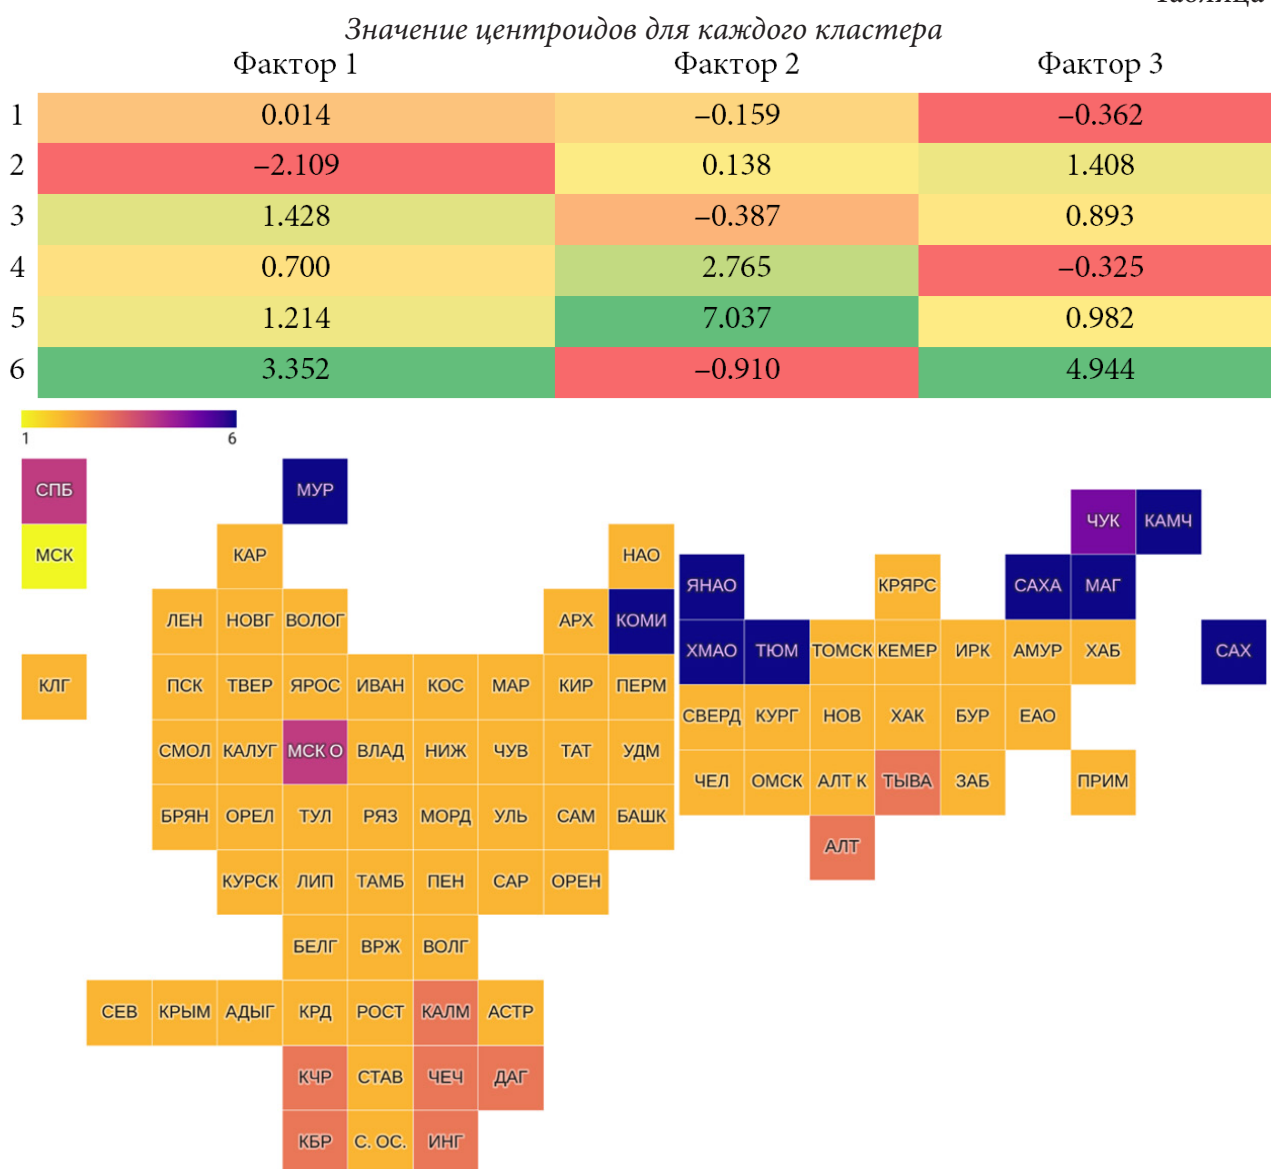 Таблица
Значение центроидов для каждого кластера
Фактор 1 Фактор 2 Фактор 3
1 0.014 –0.159 –0.362
2 –2.109 0.138 1.408
3 1.428 –0.387 0.893
4 0.700 2.765 –0.325
5 1.214 7.037 0.982
6 3.352 –0.910 4.944
1 6
СПБ МУР
ЧУК КАМЧ
МСК КАР НАО
ЯНАО КРЯРС САХА МАГ
ЛЕН НОВГ ВОЛОГ АРХ КОМИ
ХМАО ТЮМ ТОМСК КЕМЕР ИРК АМУР ХАБ САХ
КЛГ ПСК ТВЕР ЯРОС ИВАН КОС МАР КИР ПЕРМ
СВЕРД КУРГ НОВ ХАК БУР ЕАО
СМОЛ КАЛУГ МСК О ВЛАД НИЖ ЧУВ ТАТ УДМ
ЧЕЛ ОМСК АЛТ К ТЫВА ЗАБ ПРИМ
БРЯН ОРЕЛ ТУЛ РЯЗ МОРД УЛЬ САМ БАШК
АЛТ
КУРСК ЛИП ТАМБ ПЕН САР ОРЕН
БЕЛГ ВРЖ ВОЛГ
СЕВ КРЫМ АДЫГ КРД РОСТ КАЛМ АСТР
КЧР СТАВ ЧЕЧ ДАГ
КБР С. ОС. ИНГ